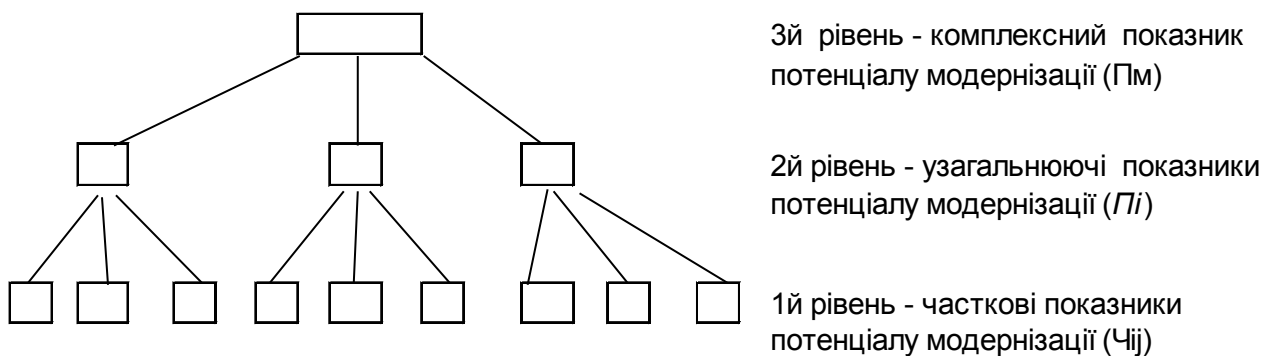 3й рівень - комплексний показник
потенціалу модернізації (Пм)
2й рівень - узагальнюючі показники
потенціалу модернізації (Пі)
1й рівень - часткові показники
потенціалу модернізації (Чij)